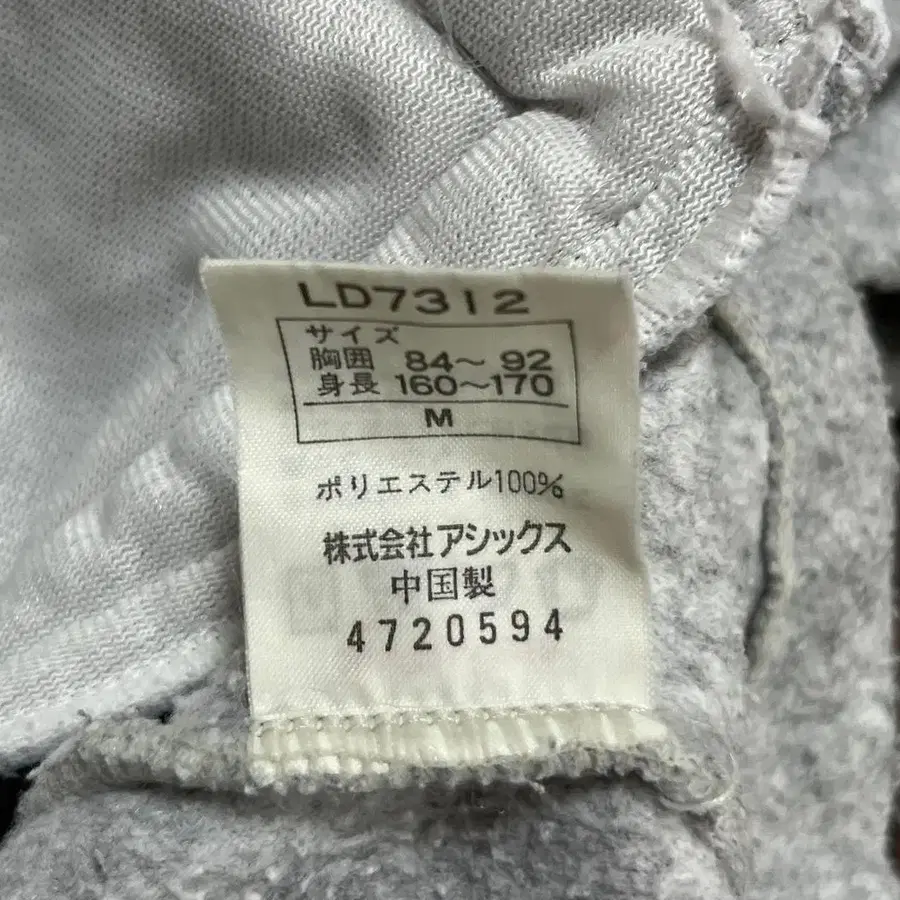 LD7312
サイズ
胸囲 84～ 92
身長 160～170
M
ポリエステル100%
株式会社アシックス
中国製
4720594